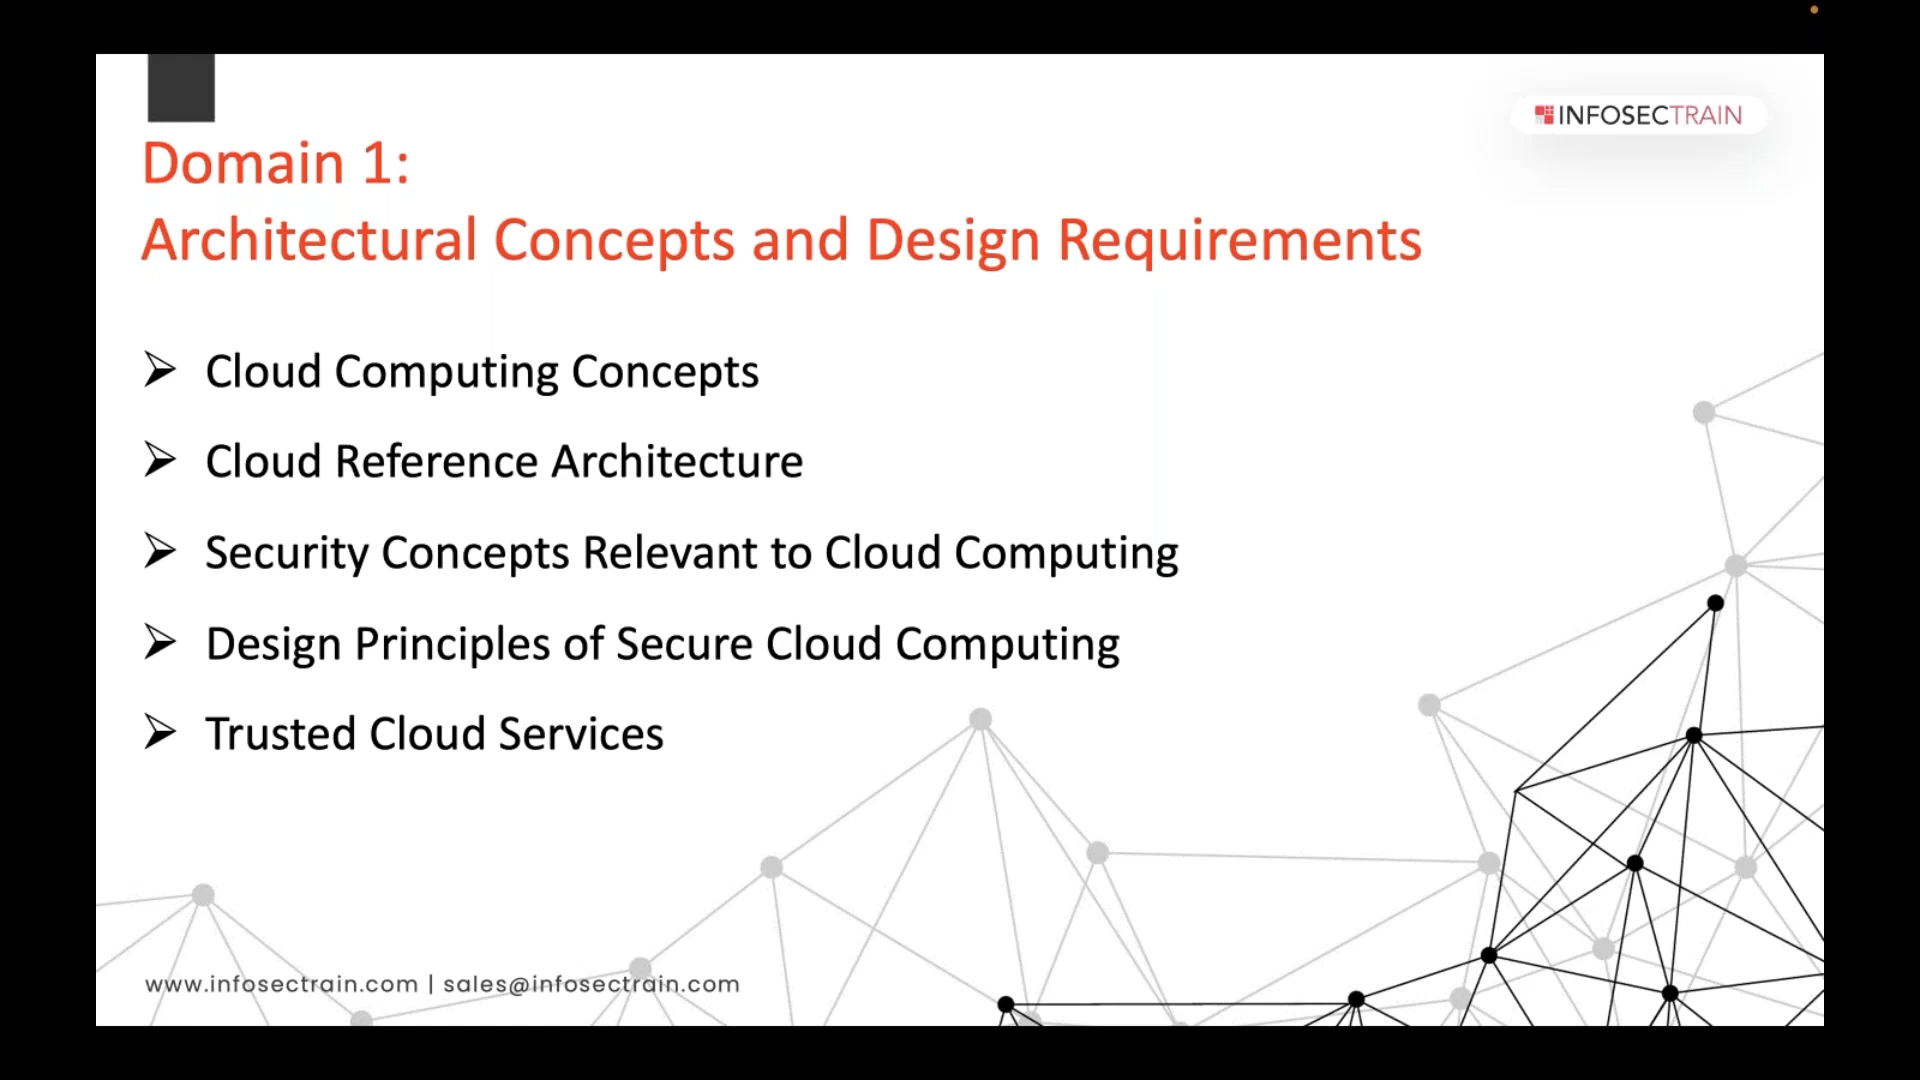 INFOSECTRAIN
Domain 1:
Architectural Concepts and Design Requirements
Cloud Computing Concepts
Cloud Reference Architecture
Security Concepts Relevant to Cloud Computing
Design Principles of Secure Cloud Computing
Trusted Cloud Services
www.infosectrain.com | sales@infosectrain.com